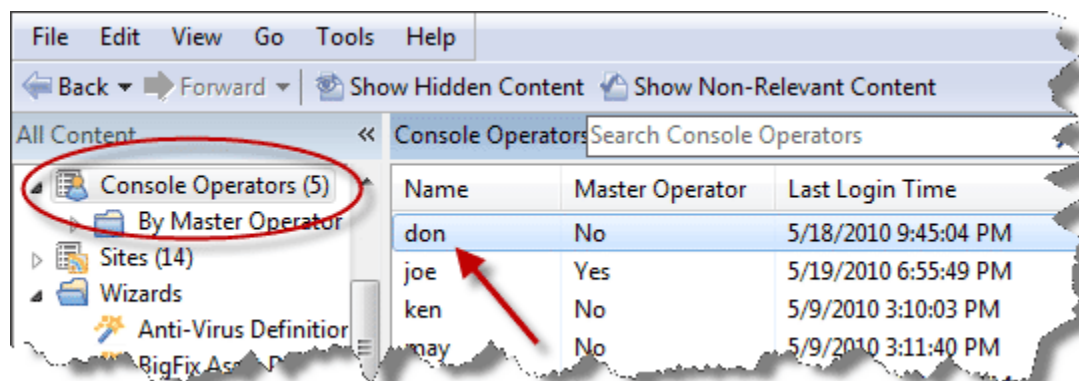 File Edit View Go Tools Help
Back Forward Show Hidden Content Show Non-Relevant Content
All Content « Console Operators Search Console Operators
Console Operators (5)
By Master Operator
Sites (14)
Wizards
Anti-Virus Definition
BigFix
Name Master Operator Last Login Time
don No 5/18/2010 9:45:04 PM
joe Yes 5/19/2010 6:55:49 PM
ken No 5/9/2010 3:10:03 PM
may No 5/9/2010 3:11:40 PM